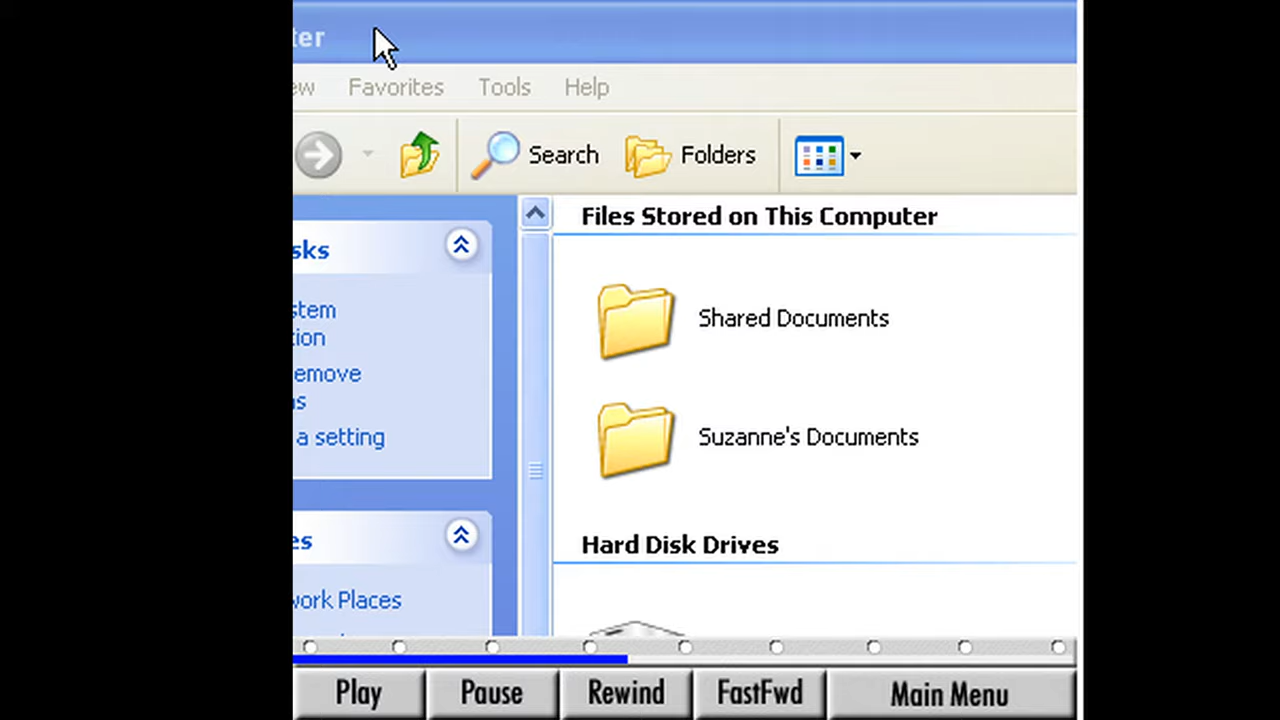 ter
ew Favorites Tools Help
Search Folders
sks
stem
tion
emove
ns
a setting
es
work Places
Files Stored on This Computer
Shared Documents
Suzanne's Documents
Hard Disk Drives
Play Pause Rewind FastFwd Main Menu